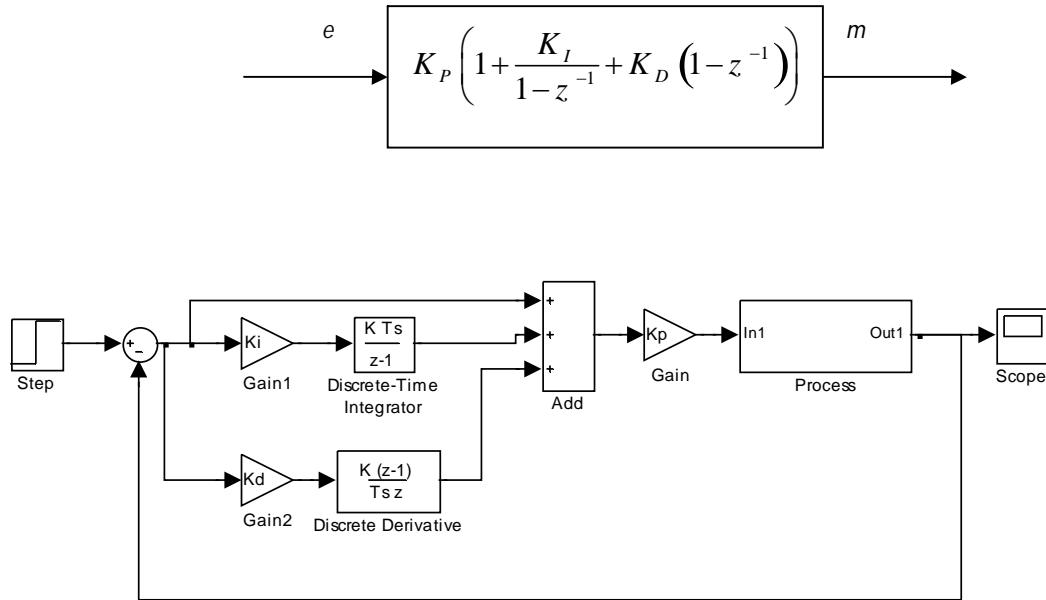 e
m
K_P ( 1 + K_I / (1 - z^{-1}) + K_D (1 - z^{-1}) )
Step
+
−
Ki
Gain1
K Ts
z-1
Discrete-Time
Integrator
Kd
Gain2
K (z-1)
Ts z
Discrete Derivative
+
+
+
Add
Kp
Gain
In1
Out1
Process
Scope